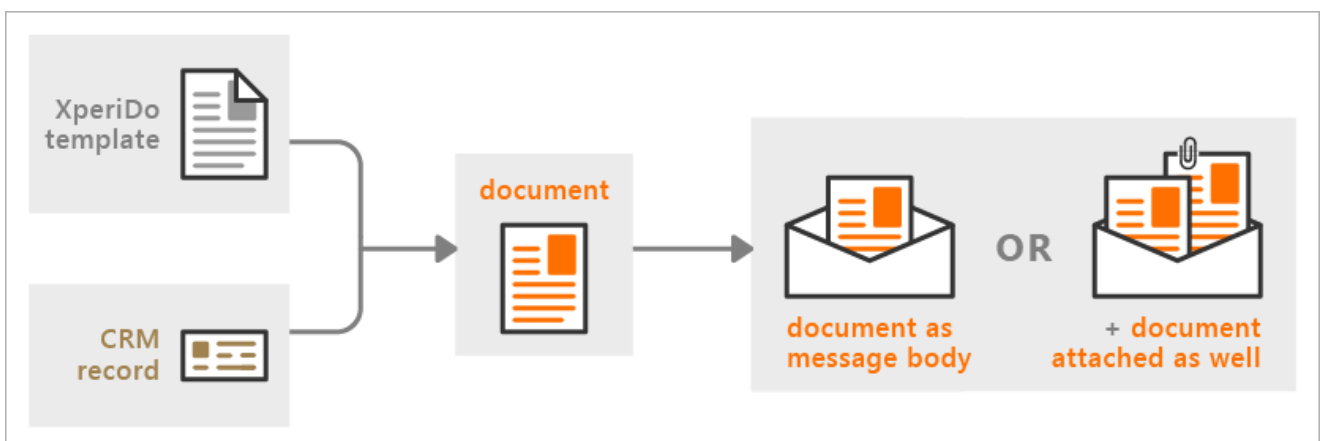 XperiDo
template
CRM
record
document
document as
message body
OR
+ document
attached as well